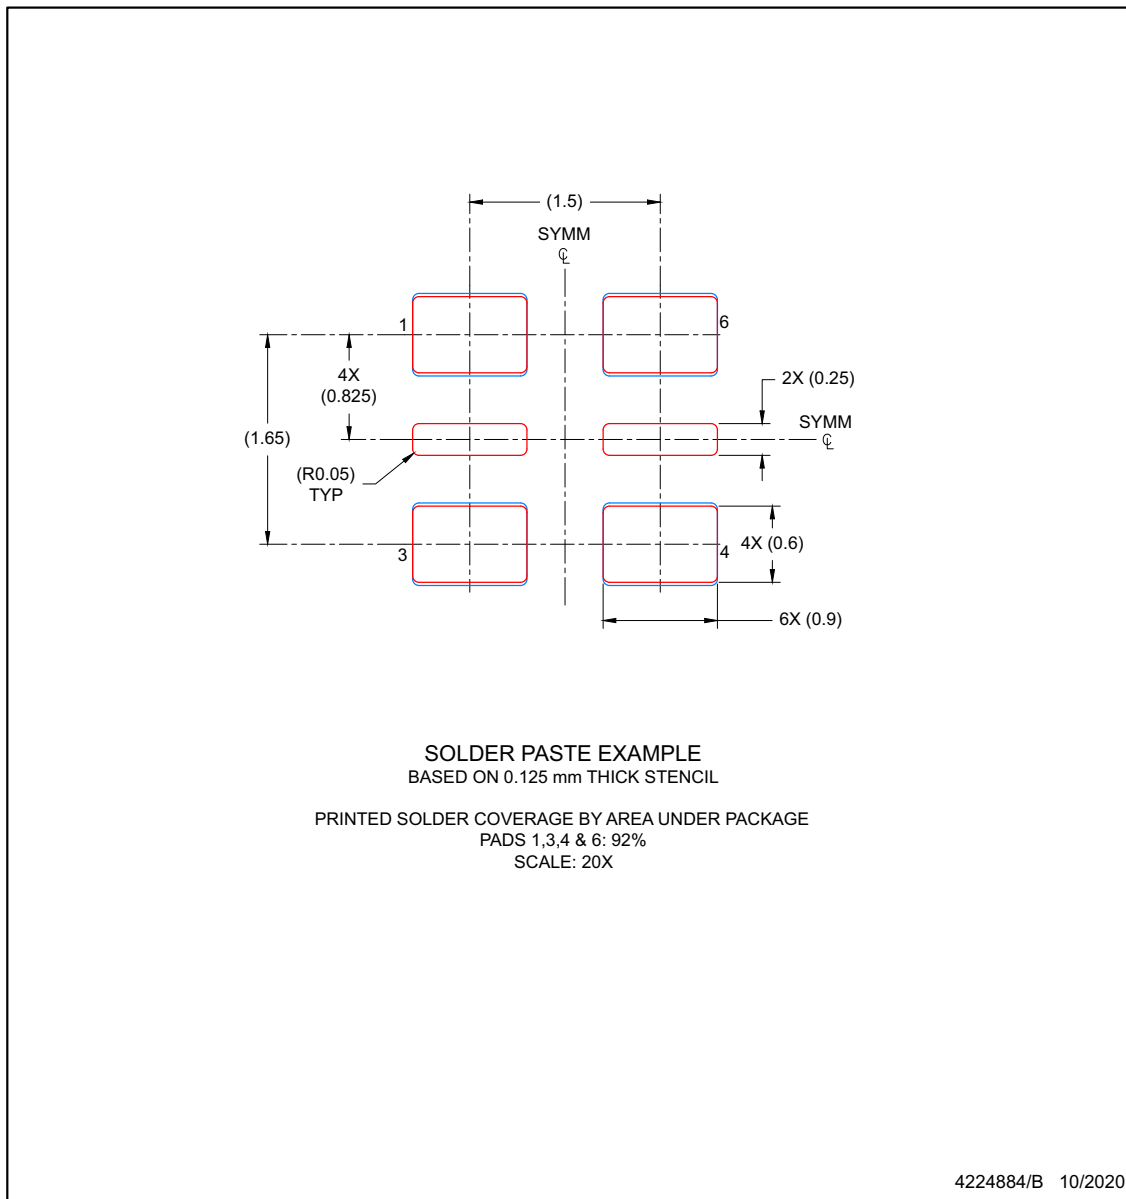 (1.5)
SYMM
℄
1
6
4X
(0.825)
2X (0.25)
(1.65)
SYMM
℄
(R0.05)
TYP
3
4
4X (0.6)
6X (0.9)
SOLDER PASTE EXAMPLE
BASED ON 0.125 mm THICK STENCIL
PRINTED SOLDER COVERAGE BY AREA UNDER PACKAGE
PADS 1,3,4 & 6: 92%
SCALE: 20X
4224884/B 10/2020